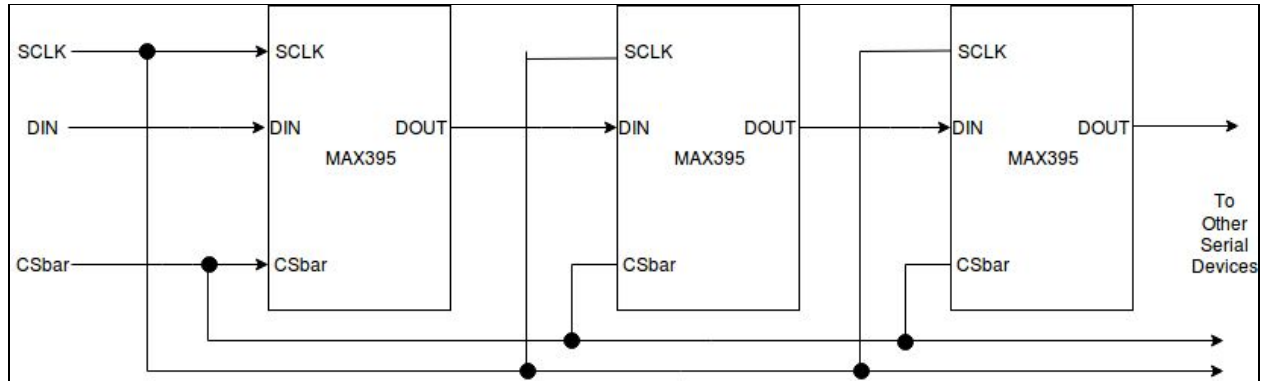 SCLK
SCLK
SCLK
SCLK
DIN
DIN
DOUT
DIN
DOUT
DIN
DOUT
MAX395
MAX395
MAX395
CSbar
CSbar
CSbar
CSbar
To
Other
Serial
Devices